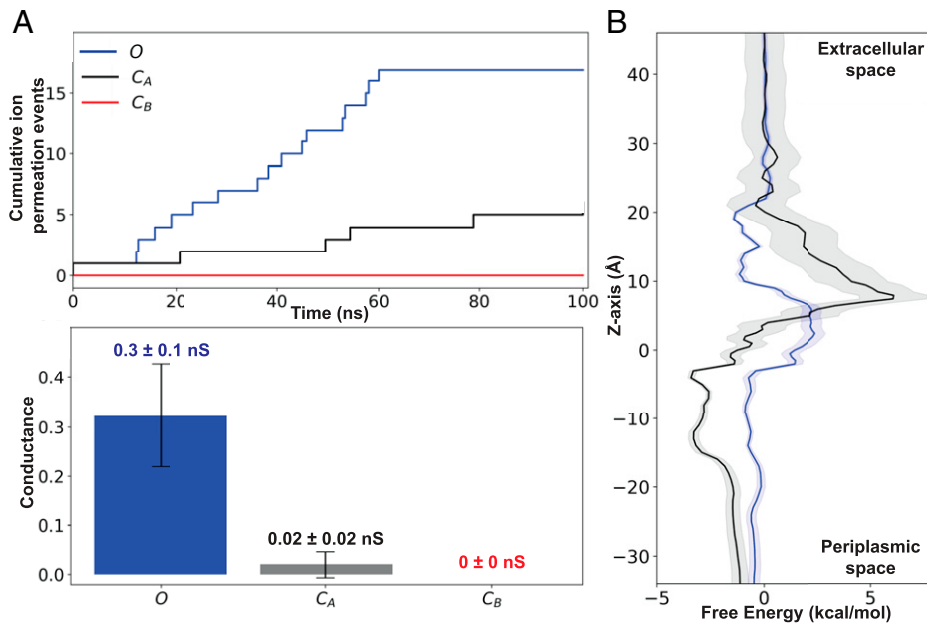 A
O
C_A
C_B
Cumulative ion
permeation events
15
10
5
0
0
20
40
60
80
100
Time (ns)
0.3 ± 0.1 nS
0.02 ± 0.02 nS
0 ± 0 nS
Conductance
0.4
0.3
0.2
0.1
0.0
O
C_A
C_B
B
Extracellular
space
Z-axis (Å)
40
30
20
10
0
−10
−20
−30
Periplasmic
space
−5
0
5
Free Energy (kcal/mol)